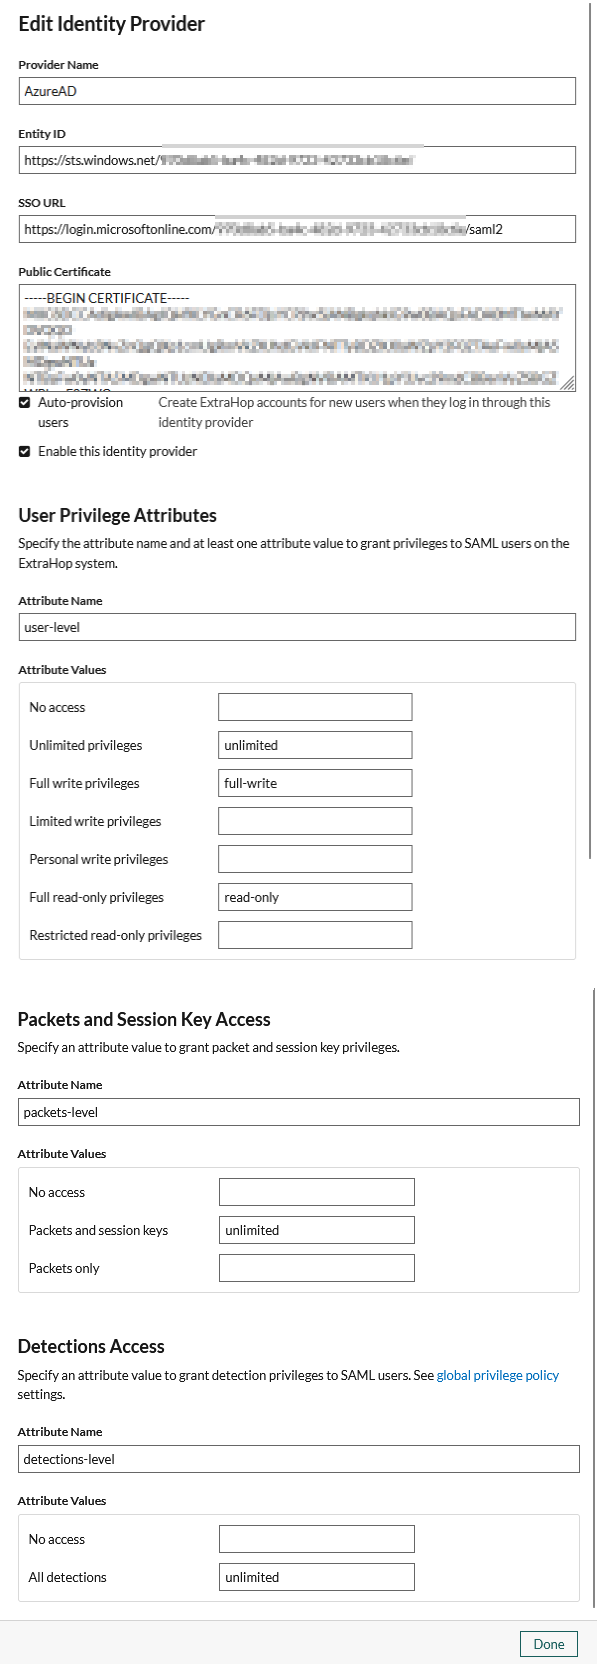 Edit Identity Provider
Provider Name
AzureAD
Entity ID
https://sts.windows.net/
SSO URL
https://login.microsoftonline.com/ /saml2
Public Certificate
-----BEGIN CERTIFICATE-----
Auto-provision users
Create ExtraHop accounts for new users when they log in through this
identity provider
Enable this identity provider
User Privilege Attributes
Specify the attribute name and at least one attribute value to grant privileges to SAML users on the
ExtraHop system.
Attribute Name
user-level
Attribute Values
No access
Unlimited privileges unlimited
Full write privileges full-write
Limited write privileges
Personal write privileges
Full read-only privileges read-only
Restricted read-only privileges
Packets and Session Key Access
Specify an attribute value to grant packet and session key privileges.
Attribute Name
packets-level
Attribute Values
No access
Packets and session keys unlimited
Packets only
Detections Access
Specify an attribute value to grant detection privileges to SAML users. See global privilege policy
settings.
Attribute Name
detections-level
Attribute Values
No access
All detections unlimited
Done